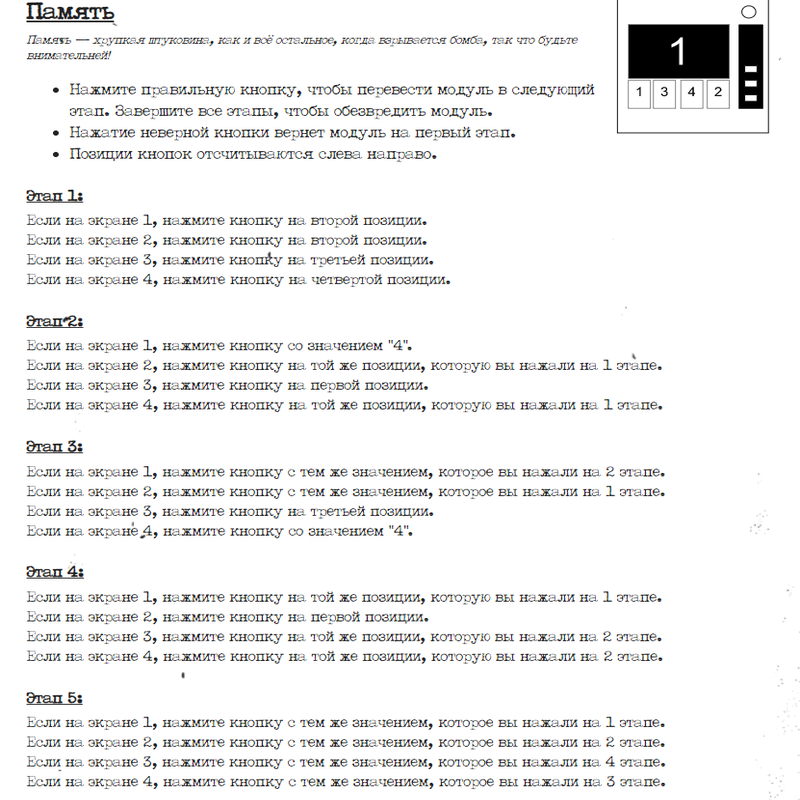 Память
Память — хрупкая штуковина, как и всё остальное, когда взрывается бомба, так что будьте
внимательней!
• Нажмите правильную кнопку, чтобы перевести модуль в следующий
этап. Завершите все этапы, чтобы обезвредить модуль.
• Нажатие неверной кнопки вернет модуль на первый этап.
• Позиции кнопок отсчитываются слева направо.
1
1 3 4 2
Этап 1:
Если на экране 1, нажмите кнопку на второй позиции.
Если на экране 2, нажмите кнопку на второй позиции.
Если на экране 3, нажмите кнопку на третьей позиции.
Если на экране 4, нажмите кнопку на четвертой позиции.
Этап 2:
Если на экране 1, нажмите кнопку со значением "4".
Если на экране 2, нажмите кнопку на той же позиции, которую вы нажали на 1 этапе.
Если на экране 3, нажмите кнопку на первой позиции.
Если на экране 4, нажмите кнопку на той же позиции, которую вы нажали на 1 этапе.
Этап 3:
Если на экране 1, нажмите кнопку с тем же значением, которое вы нажали на 2 этапе.
Если на экране 2, нажмите кнопку с тем же значением, которое вы нажали на 1 этапе.
Если на экране 3, нажмите кнопку на третьей позиции.
Если на экране 4, нажмите кнопку со значением "4".
Этап 4:
Если на экране 1, нажмите кнопку на той же позиции, которую вы нажали на 1 этапе.
Если на экране 2, нажмите кнопку на первой позиции.
Если на экране 3, нажмите кнопку на той же позиции, которую вы нажали на 2 этапе.
Если на экране 4, нажмите кнопку на той же позиции, которую вы нажали на 2 этапе.
Этап 5:
Если на экране 1, нажмите кнопку с тем же значением, которое вы нажали на 1 этапе.
Если на экране 2, нажмите кнопку с тем же значением, которое вы нажали на 2 этапе.
Если на экране 3, нажмите кнопку с тем же значением, которое вы нажали на 4 этапе.
Если на экране 4, нажмите кнопку с тем же значением, которое вы нажали на 3 этапе.